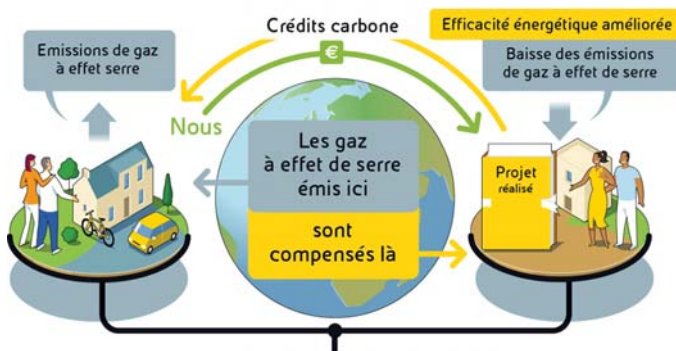 Crédits carbone
€
Efficacité énergétique améliorée
Emissions de gaz
à effet serre
Baisse des émissions
de gaz à effet de serre
Nous
Les gaz
à effet de serre
émis ici
sont
compensés là
Projet
réalisé